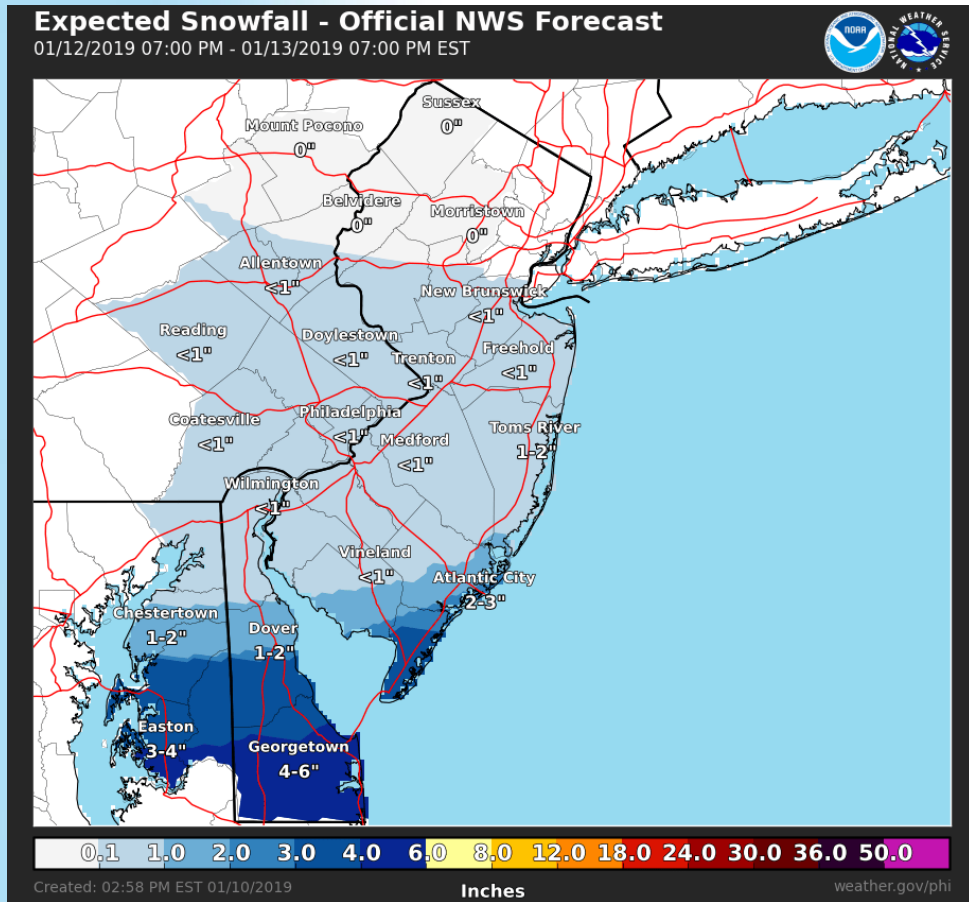 Expected Snowfall - Official NWS Forecast
01/12/2019 07:00 PM - 01/13/2019 07:00 PM EST
NOAA
NATIONAL WEATHER SERVICE
Sussex
0"
Mount Pocono
0"
Belvidere
0"
Morristown
0"
Allentown
<1"
New Brunswick
<1"
Reading
<1"
Doylestown
<1"
Trenton
<1"
Freehold
<1"
Coatesville
<1"
Philadelphia
<1"
Medford
<1"
Toms River
1-2"
Wilmington
<1"
Vineland
<1"
Atlantic City
2-3"
Chestertown
1-2"
Dover
1-2"
Easton
3-4"
Georgetown
4-6"
0.1 1.0 2.0 3.0 4.0 6.0 8.0 12.0 18.0 24.0 30.0 36.0 50.0
Created: 02:58 PM EST 01/10/2019
Inches
weather.gov/phi